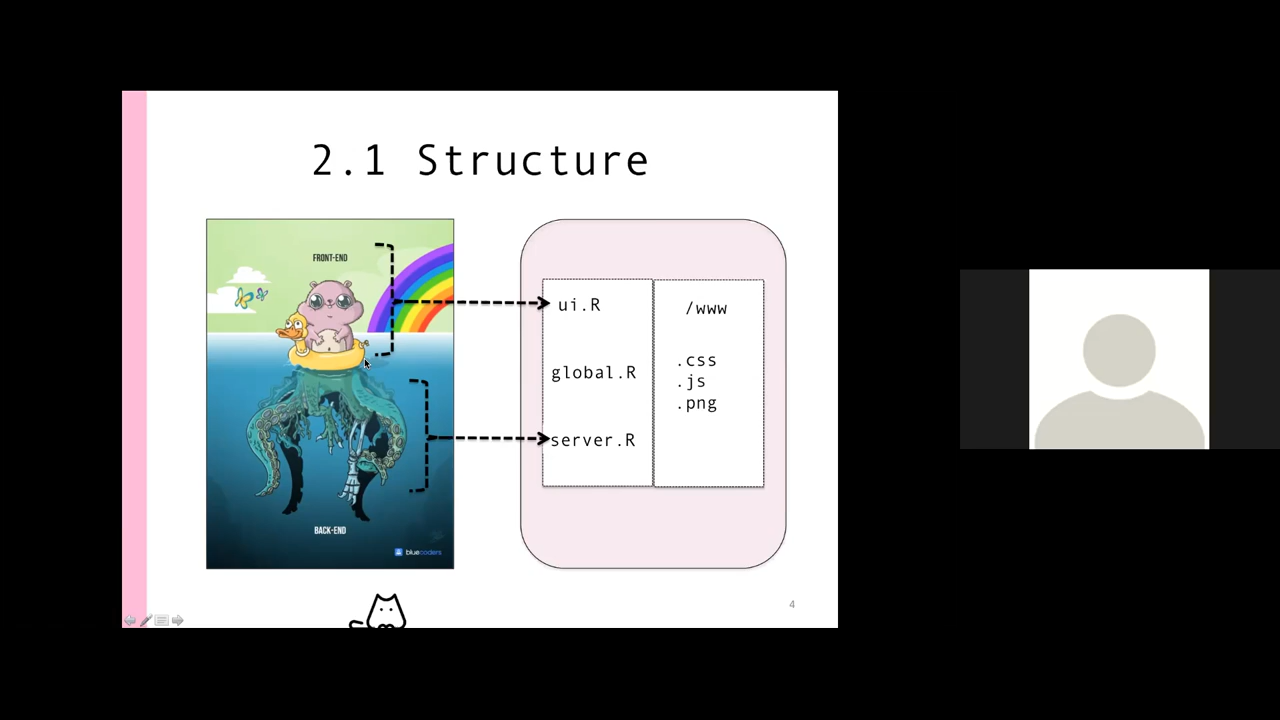 2.1 Structure
FRONT-END
BACK-END
bluecoders
ui.R
global.R
server.R
/www
.css
.js
.png
4